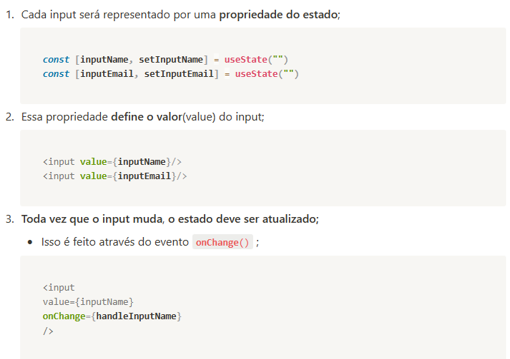 1. Cada input será representado por uma propriedade do estado;
const [inputName, setInputName] = useState("")
const [inputEmail, setInputEmail] = useState("")
2. Essa propriedade define o valor(value) do input;
<input value={inputName}/>
<input value={inputEmail}/>
3. Toda vez que o input muda, o estado deve ser atualizado;
• Isso é feito através do evento onChange() ;
<input
value={inputName}
onChange={handleInputName}
/>